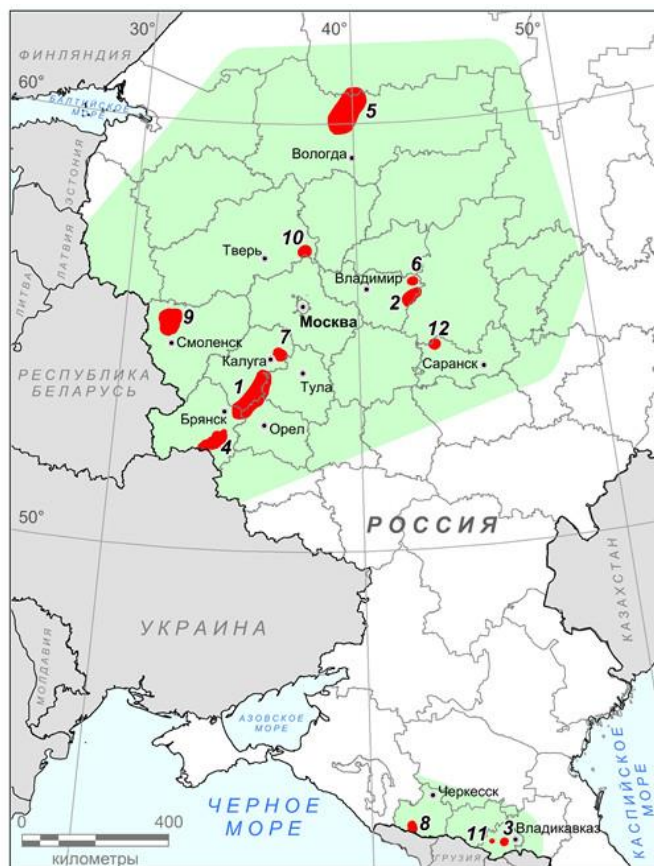 30°
40°
50°
ФИНЛЯНДИЯ
60°
БАЛТИЙСКОЕ
МОРЕ
5
Вологда
ЭСТОНИЯ
ЛАТВИЯ
ЛИТВА
10
Тверь
6
Владимир
2
Москва
9
Смоленск
7
Калуга
12
Саранск
РЕСПУБЛИКА
БЕЛАРУСЬ
1
Тула
Брянск
Орел
4
50°
РОССИЯ
КАЗАХСТАН
УКРАИНА
МОЛДАВИЯ
АЗОВСКОЕ
МОРЕ
ЧЕРНОЕ
МОРЕ
КАСПИЙСКОЕ
МОРЕ
Черкесск
8
11
3
Владикавказ
ГРУЗИЯ
0
400
километры